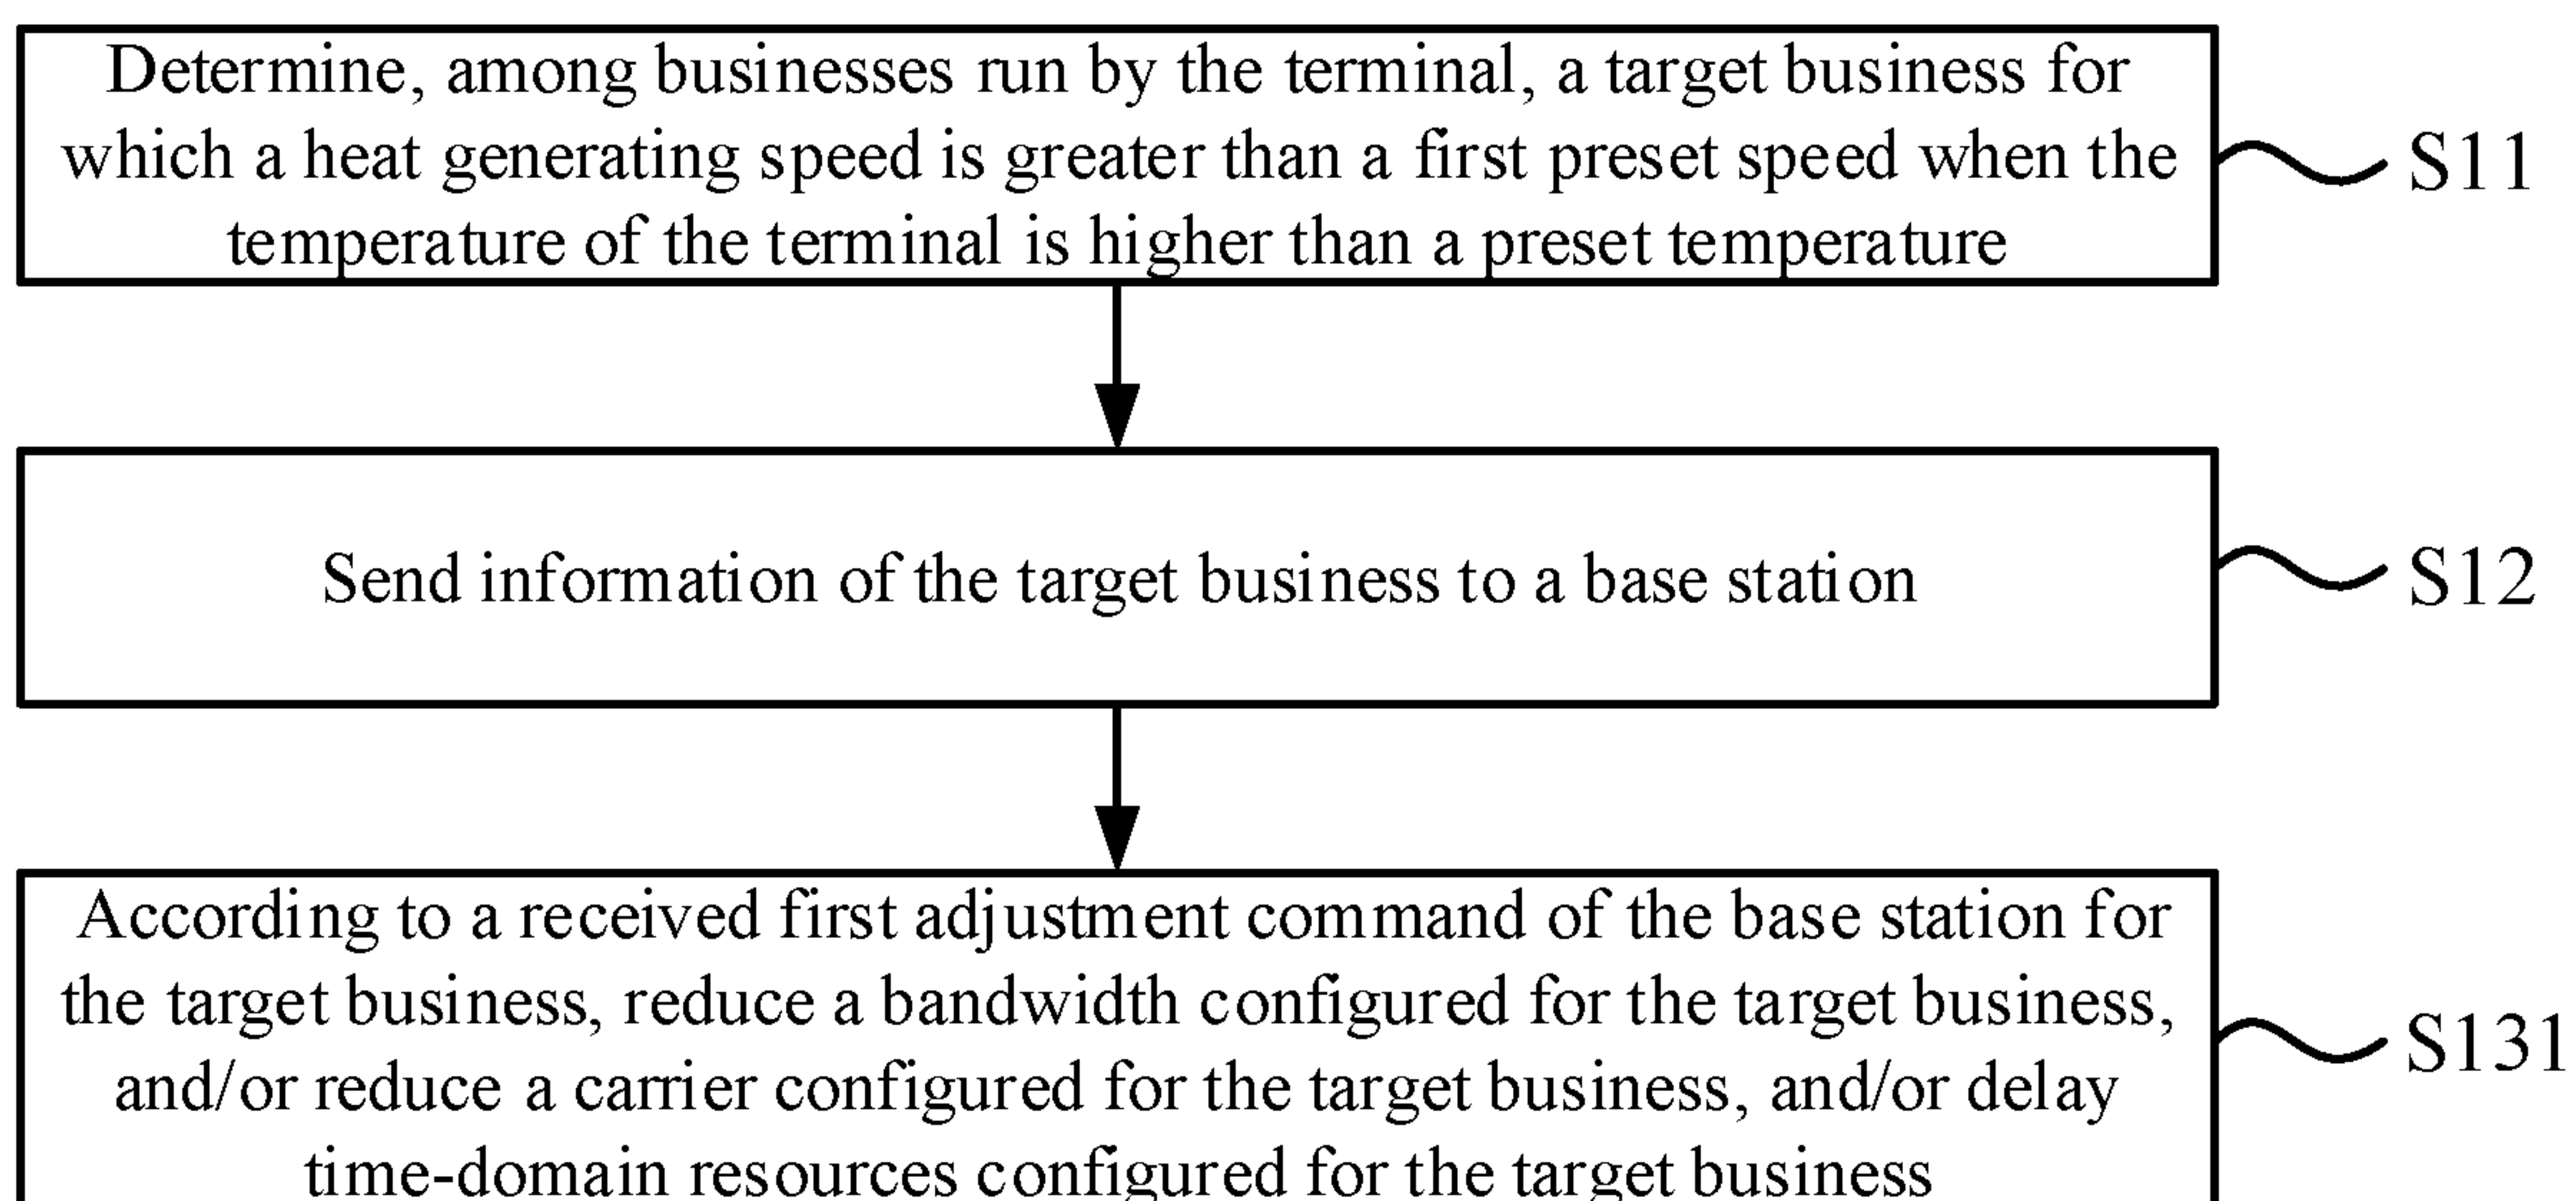 Determine, among businesses run by the terminal, a target business for
which a heat generating speed is greater than a first preset speed when the
temperature of the terminal is higher than a preset temperature
S11
Send information of the target business to a base station
S12
According to a received first adjustment command of the base station for
the target business, reduce a bandwidth configured for the target business,
and/or reduce a carrier configured for the target business, and/or delay
time-domain resources configured for the target business
S131